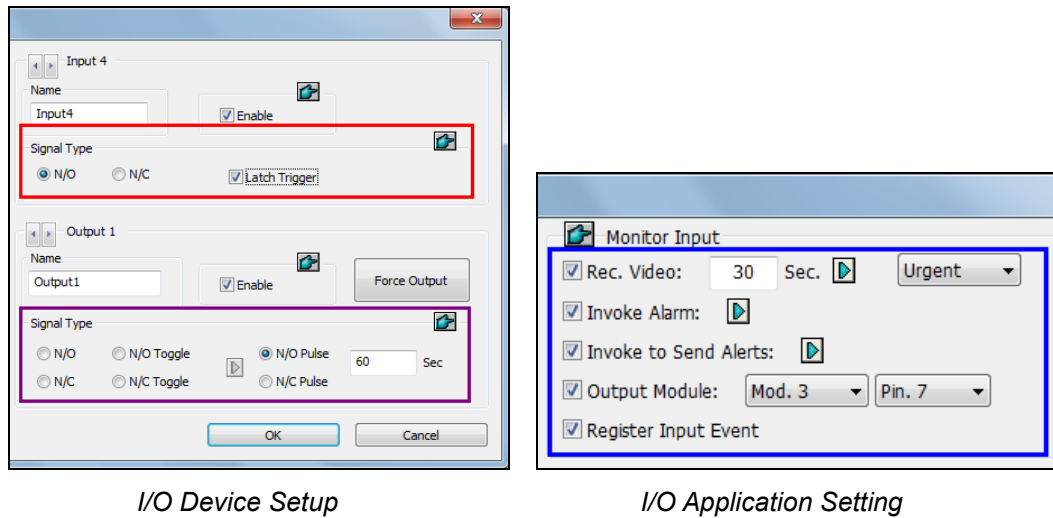 Input 4
Name
Input4
Enable
Signal Type
N/O
N/C
Latch Trigger
Output 1
Name
Output1
Enable
Force Output
Signal Type
N/O
N/O Toggle
N/O Pulse
60
Sec
N/C
N/C Toggle
N/C Pulse
OK
Cancel
I/O Device Setup
Monitor Input
Rec. Video: 30 Sec. Urgent
Invoke Alarm:
Invoke to Send Alerts:
Output Module: Mod. 3 Pin. 7
Register Input Event
I/O Application Setting